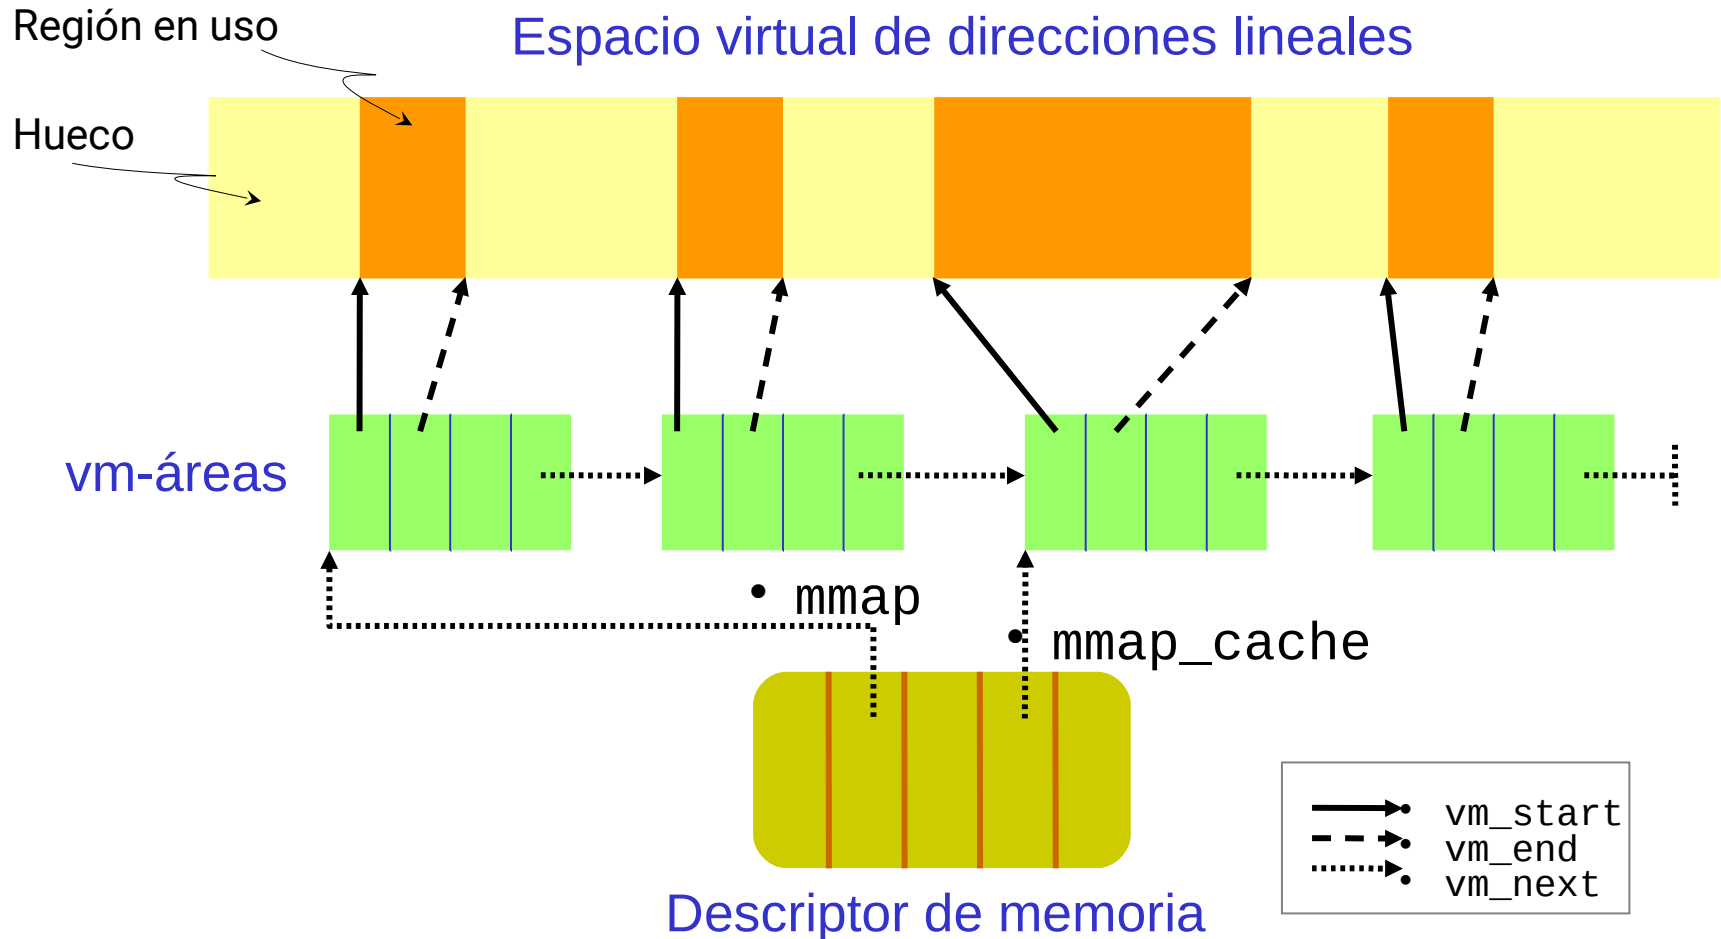 Región en uso
Espacio virtual de direcciones lineales
Hueco
vm-áreas
• mmap
• mmap_cache
• vm_start
• vm_end
• vm_next
Descriptor de memoria